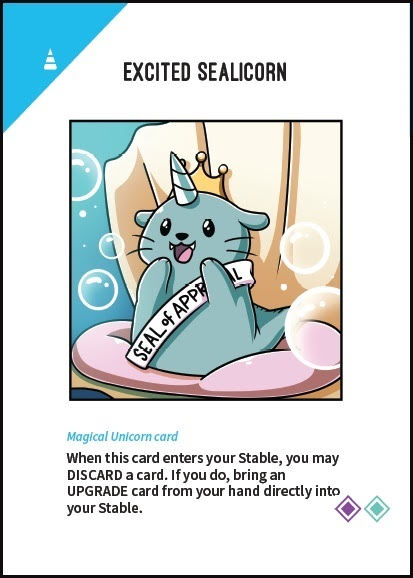 EXCITED SEALICORN
SEAL of APPR IL
Magical Unicorn card
When this card enters your Stable, you may
DISCARD a card. If you do, bring an
UPGRADE card from your hand directly into
your Stable.